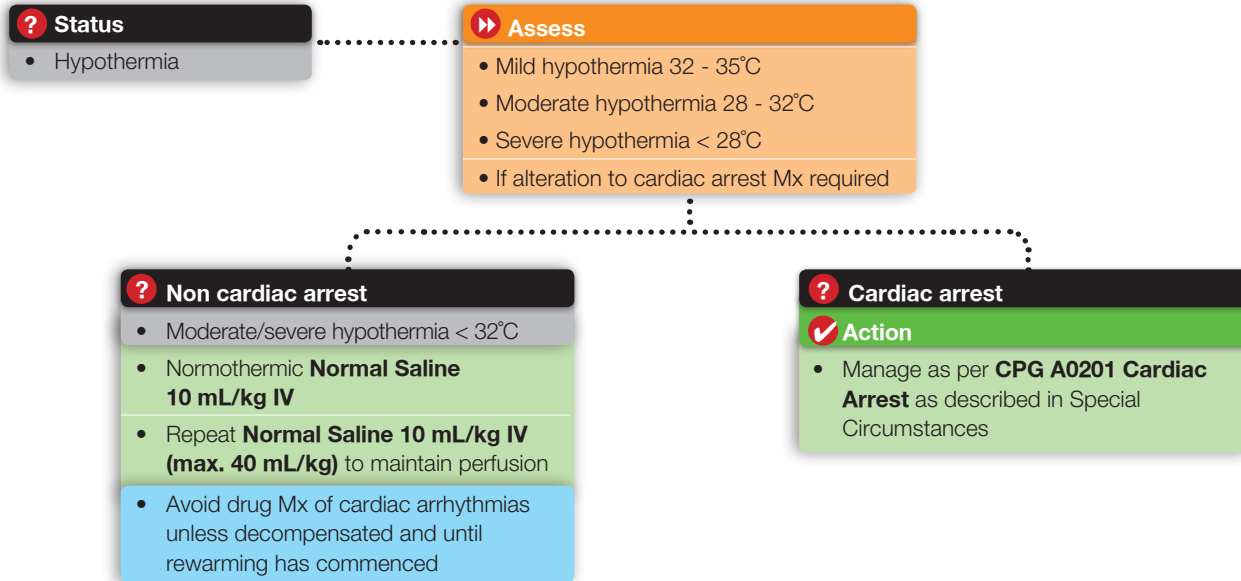 ? Status
• Hypothermia
Assess
• Mild hypothermia 32 - 35˚C
• Moderate hypothermia 28 - 32˚C
• Severe hypothermia < 28˚C
• If alteration to cardiac arrest Mx required
? Non cardiac arrest
• Moderate/severe hypothermia < 32˚C
• Normothermic Normal Saline
10 mL/kg IV
• Repeat Normal Saline 10 mL/kg IV
(max. 40 mL/kg) to maintain perfusion
• Avoid drug Mx of cardiac arrhythmias
unless decompensated and until
rewarming has commenced
? Cardiac arrest
Action
• Manage as per CPG A0201 Cardiac
Arrest as described in Special
Circumstances